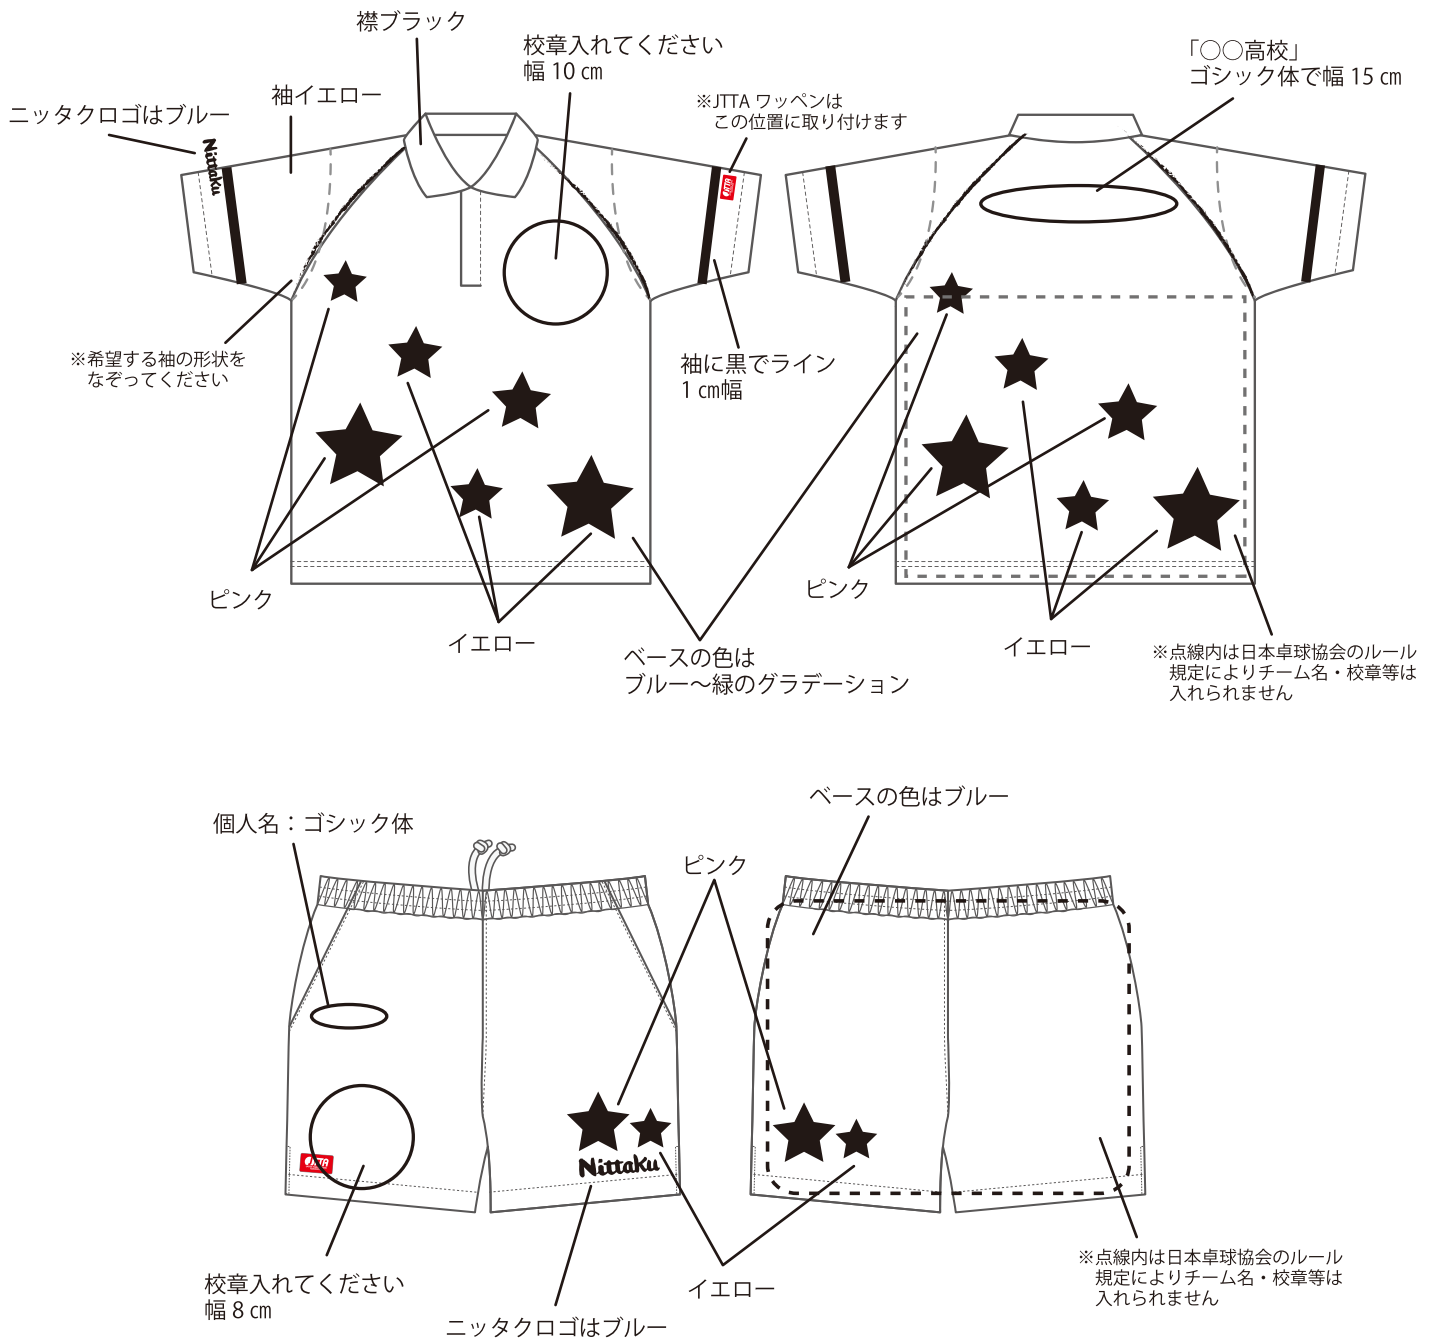 襟ブラック
校章入れてください
幅 10 ㎝
「○○高校」
ゴシック体で幅 15 ㎝
袖イエロー
ニッタクロゴはブルー
※JTTA ワッペンは
この位置に取り付けます
Nittaku
JTTA
※希望する袖の形状を
なぞってください
袖に黒でライン
1 ㎝幅
ピンク
イエロー
ベースの色は
ブルー～緑のグラデーション
ピンク
イエロー
※点線内は日本卓球協会のルール
規定によりチーム名・校章等は
入れられません
個人名：ゴシック体
ピンク
ベースの色はブルー
JTTA
Nittaku
校章入れてください
幅 8 ㎝
ニッタクロゴはブルー
イエロー
※点線内は日本卓球協会のルール
規定によりチーム名・校章等は
入れられません